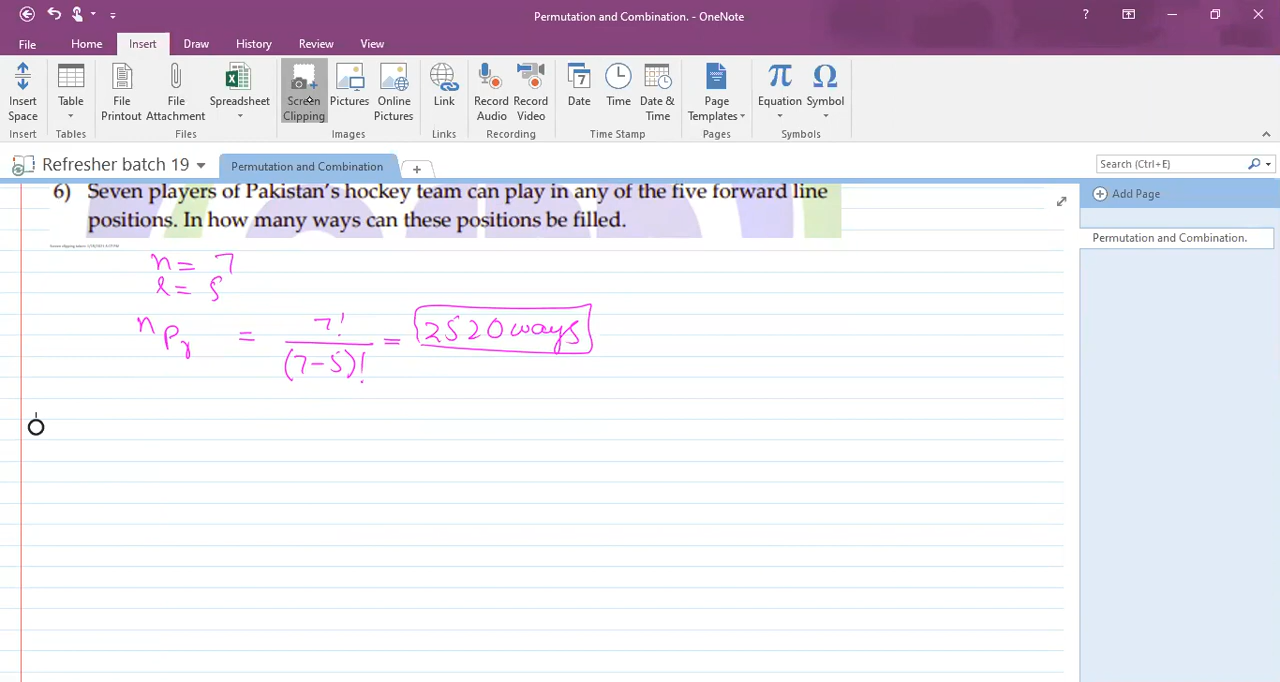 Permutation and Combination. - OneNote
?
File Home Insert Draw History Review View
Insert Space
Table
File Printout
File Attachment
Spreadsheet
Screen Clipping
Pictures
Online Pictures
Link
Record Audio
Record Video
Date
Time
Date & Time
Page Templates
π Equation
Ω Symbol
Insert Tables Files Images Links Recording Time Stamp Pages Symbols
Refresher batch 19 Permutation and Combination + Search (Ctrl+E)
Add Page
Permutation and Combination.
6) Seven players of Pakistan's hockey team can play in any of the five forward line
positions. In how many ways can these positions be filled.
n = 7
r = 5
nPr = 7! / (7-5)! = 2520 ways